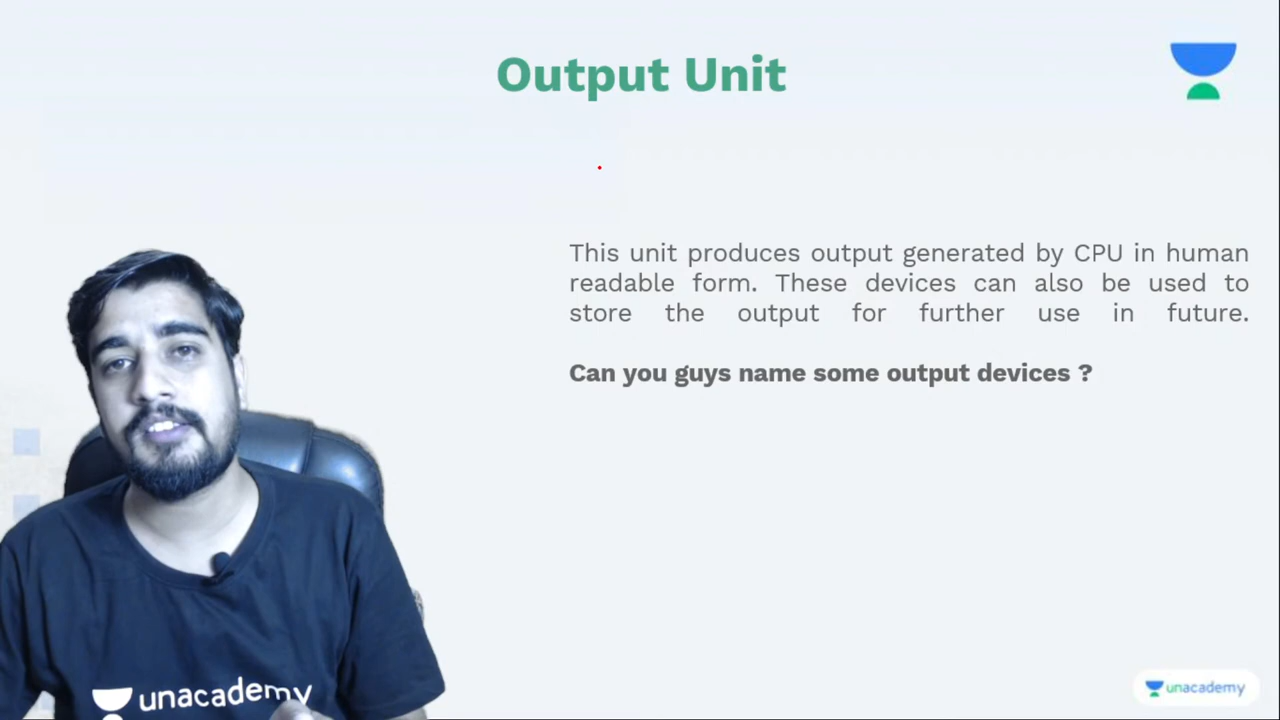 Output Unit
This unit produces output generated by CPU in human
readable form. These devices can also be used to
store the output for further use in future.
Can you guys name some output devices ?
unacademy
unacademy